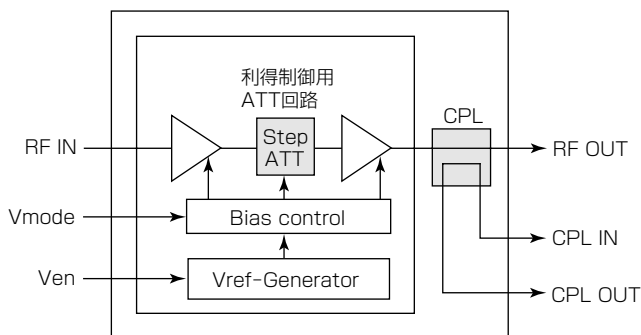 利得制御用
ATT回路
CPL
RF IN
Step
ATT
RF OUT
Vmode
Bias control
CPL IN
Ven
Vref-Generator
CPL OUT